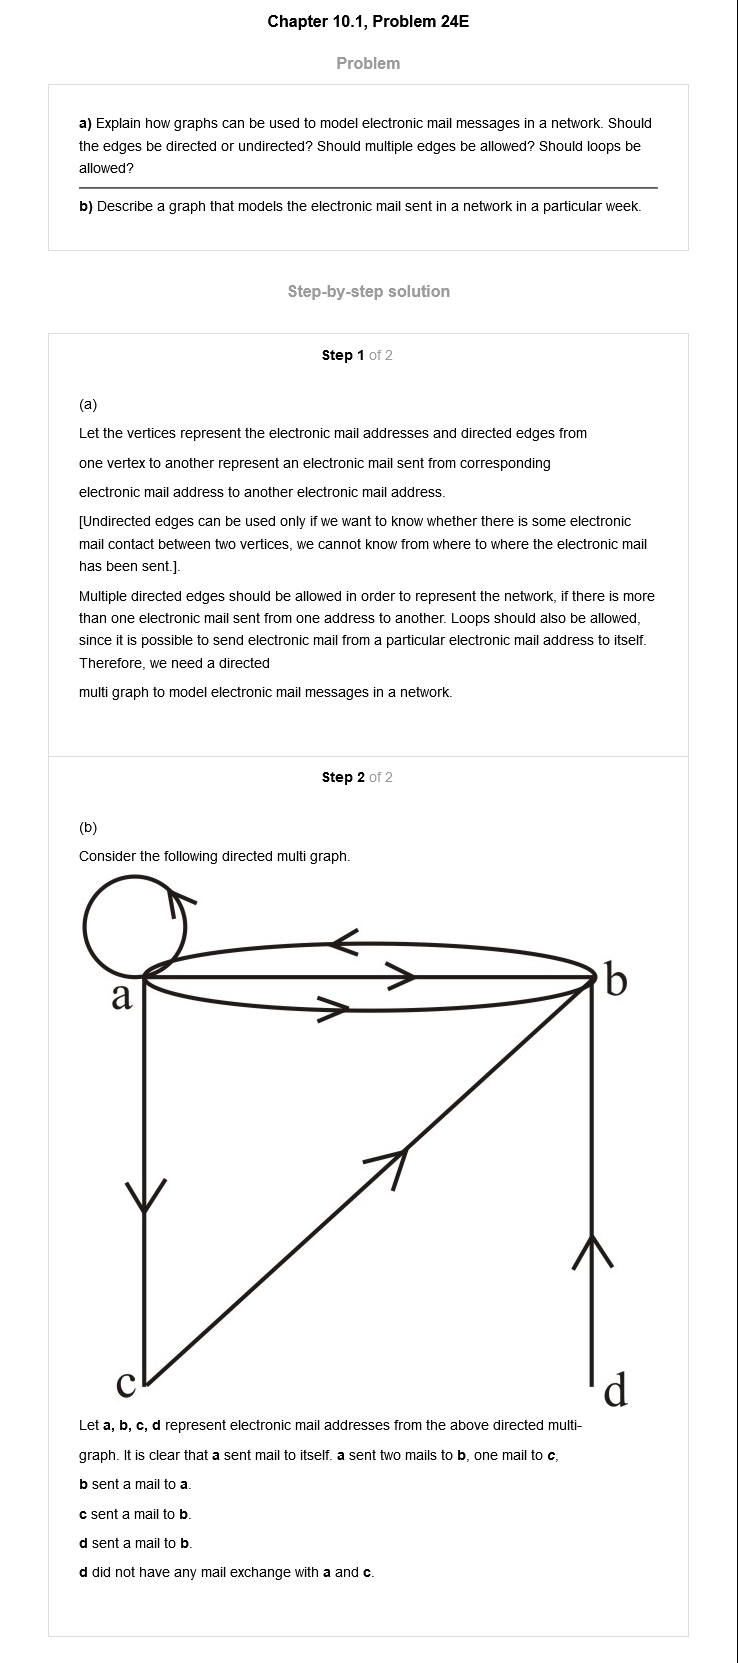 Chapter 10.1, Problem 24E
Problem
a) Explain how graphs can be used to model electronic mail messages in a network. Should
the edges be directed or undirected? Should multiple edges be allowed? Should loops be
allowed?
b) Describe a graph that models the electronic mail sent in a network in a particular week.
Step-by-step solution
Step 1 of 2
(a)
Let the vertices represent the electronic mail addresses and directed edges from
one vertex to another represent an electronic mail sent from corresponding
electronic mail address to another electronic mail address.
[Undirected edges can be used only if we want to know whether there is some electronic
mail contact between two vertices, we cannot know from where to where the electronic mail
has been sent.].
Multiple directed edges should be allowed in order to represent the network, if there is more
than one electronic mail sent from one address to another. Loops should also be allowed,
since it is possible to send electronic mail from a particular electronic mail address to itself.
Therefore, we need a directed
multi graph to model electronic mail messages in a network.
Step 2 of 2
(b)
Consider the following directed multi graph.
a
b
c
d
Let a, b, c, d represent electronic mail addresses from the above directed multi-
graph. It is clear that a sent mail to itself. a sent two mails to b, one mail to c,
b sent a mail to a.
c sent a mail to b.
d sent a mail to b.
d did not have any mail exchange with a and c.